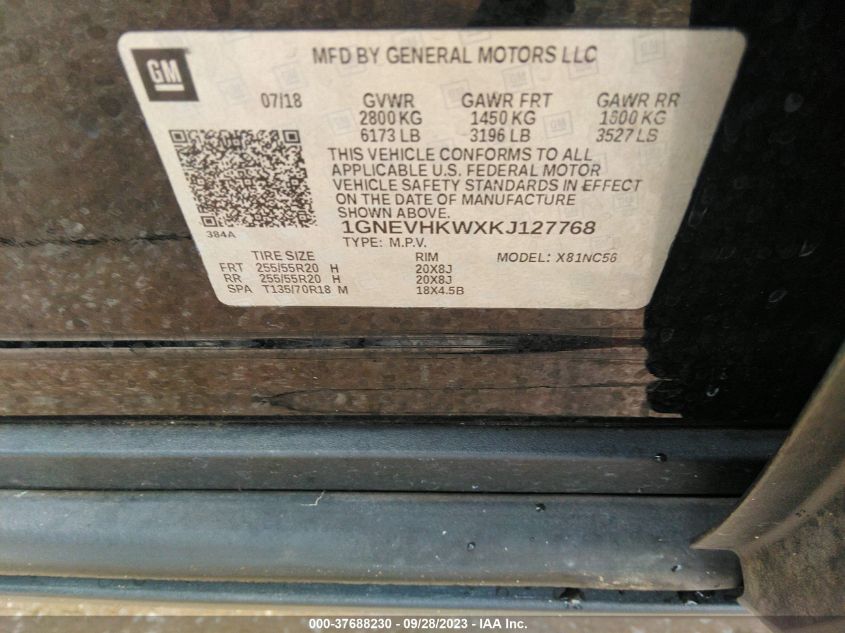 GM
MFD BY GENERAL MOTORS LLC
07/18 GVWR GAWR FRT GAWR RR
2800 KG 1450 KG 1600 KG
6173 LB 3196 LB 3527 LB
THIS VEHICLE CONFORMS TO ALL
APPLICABLE U.S. FEDERAL MOTOR
VEHICLE SAFETY STANDARDS IN EFFECT
ON THE DATE OF MANUFACTURE
SHOWN ABOVE.
384A
1GNEVHKWXKJ127768
TYPE: M.P.V.
TIRE SIZE RIM MODEL: X81NC56
FRT 255/55R20 H 20X8J
RR 255/55R20 H 20X8J
SPA T135/70R18 M 18X4.5B
000-37688230 - 09/28/2023 - IAA Inc.